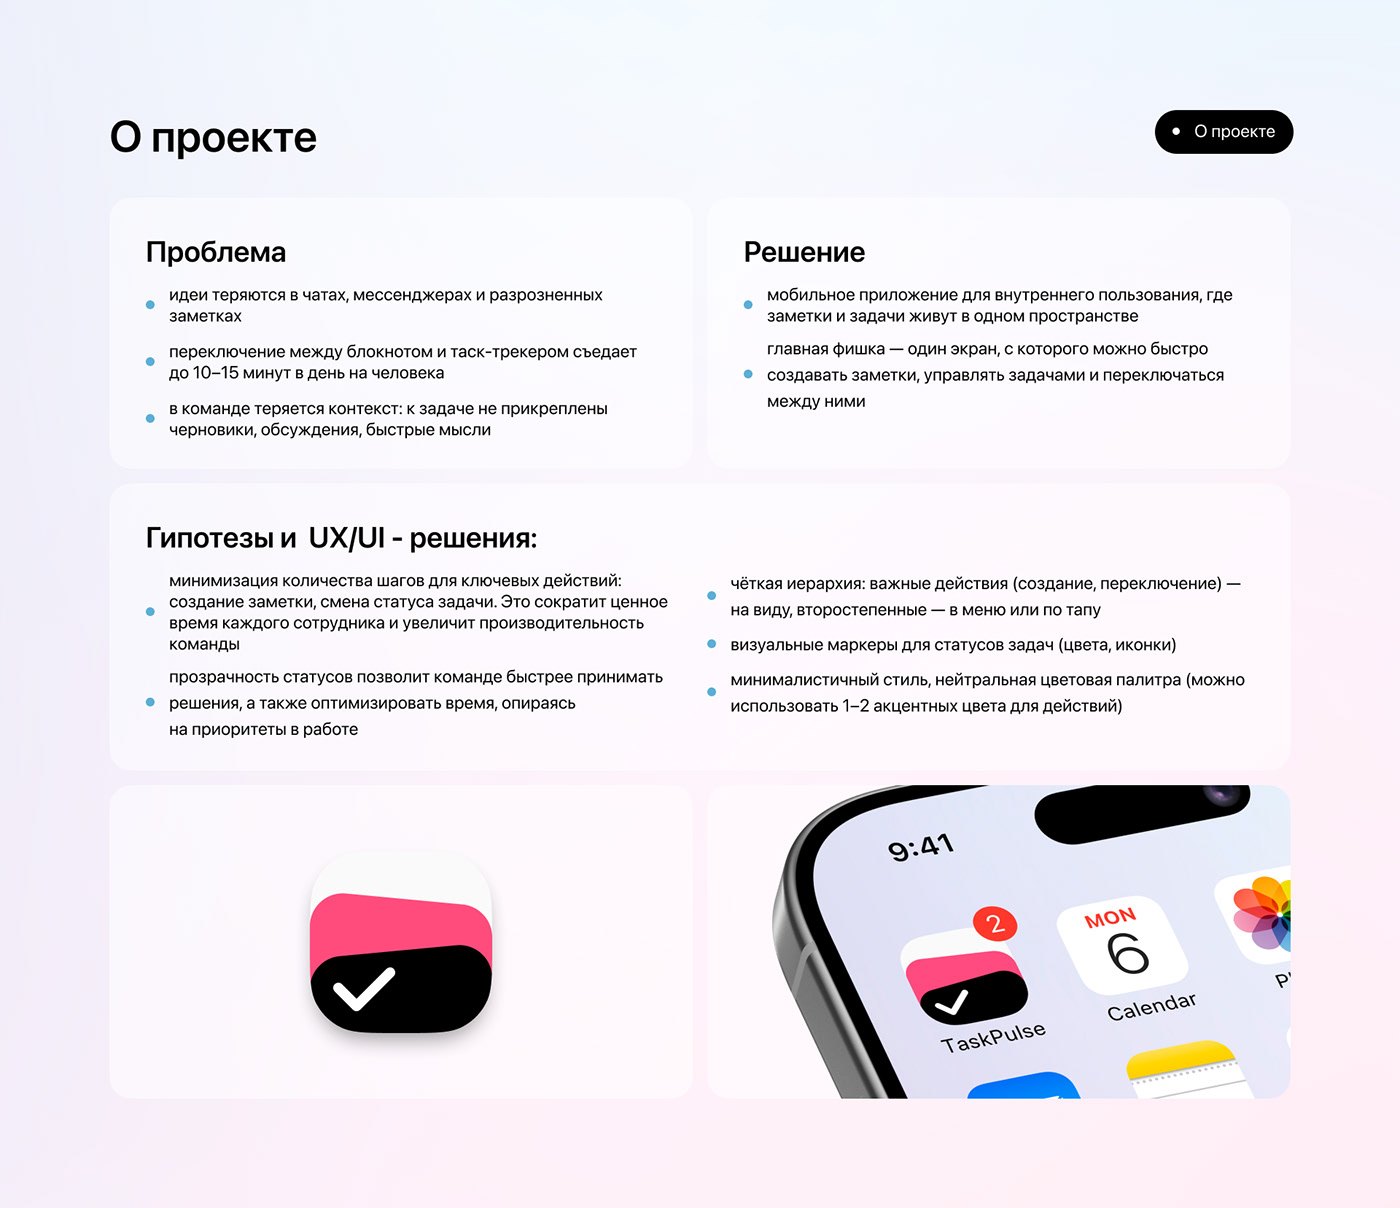 О проекте
О проекте
Проблема
идеи теряются в чатах, мессенджерах и разрозненных
заметках
переключение между блокнотом и таск-трекером съедает
до 10–15 минут в день на человека
в команде теряется контекст: к задаче не прикреплены
черновики, обсуждения, быстрые мысли
Решение
мобильное приложение для внутреннего пользования, где
заметки и задачи живут в одном пространстве
главная фишка — один экран, с которого можно быстро
создавать заметки, управлять задачами и переключаться
между ними
Гипотезы и  UX/UI - решения:
минимизация количества шагов для ключевых действий:
создание заметки, смена статуса задачи. Это сократит ценное
время каждого сотрудника и увеличит производительность
команды
прозрачность статусов позволит команде быстрее принимать
решения, а также оптимизировать время, опираясь
на приоритеты в работе
чёткая иерархия: важные действия (создание, переключение) —
на виду, второстепенные — в меню или по тапу
визуальные маркеры для статусов задач (цвета, иконки)
минималистичный стиль, нейтральная цветовая палитра (можно
использовать 1–2 акцентных цвета для действий)
9:41
2
TaskPulse
MON
6
Calendar